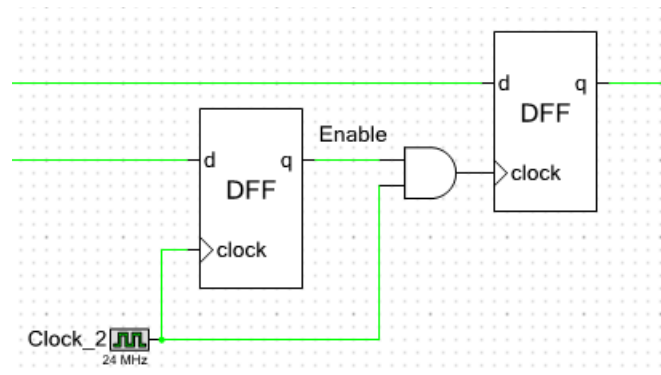 d q
DFF
clock
Enable
d q
DFF
clock
Clock_2
24 MHz